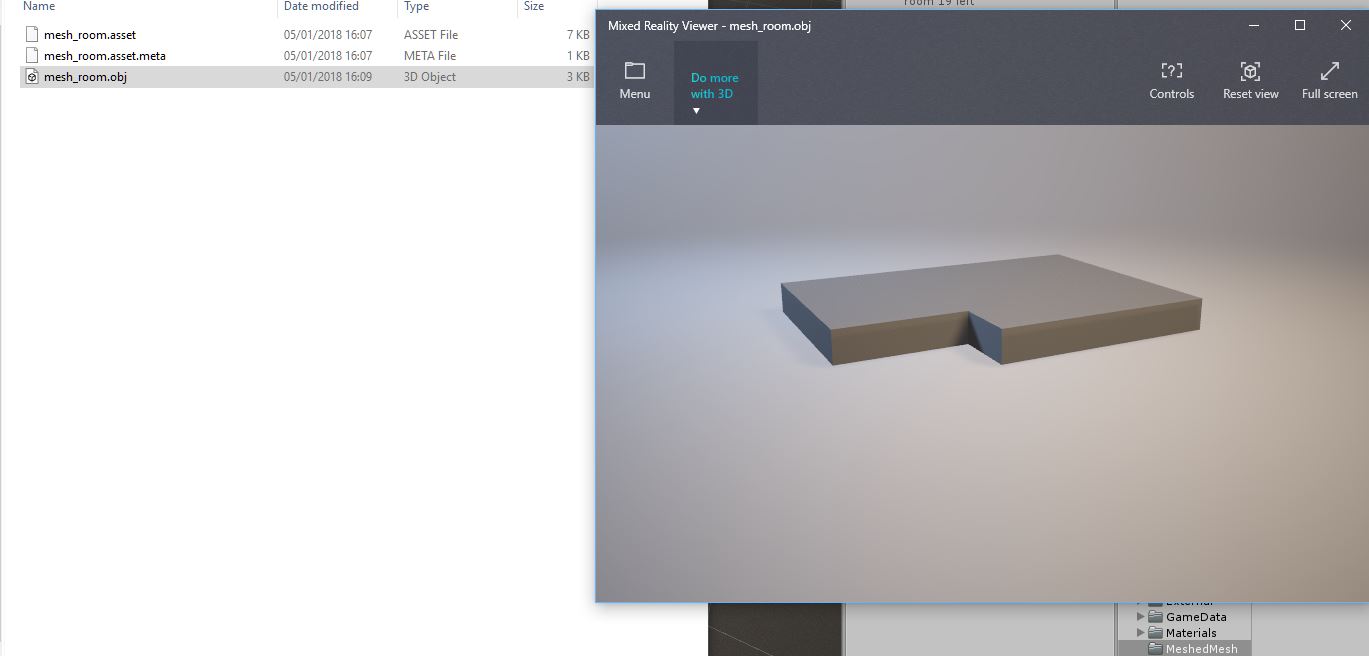 room 19 left
Name Date modified Type Size
mesh_room.asset 05/01/2018 16:07 ASSET File 7 KB
mesh_room.asset.meta 05/01/2018 16:07 META File 1 KB
mesh_room.obj 05/01/2018 16:09 3D Object 3 KB
Mixed Reality Viewer - mesh_room.obj
Menu
Do more
with 3D
Controls
Reset view
Full screen
External
GameData
Materials
MeshedMesh